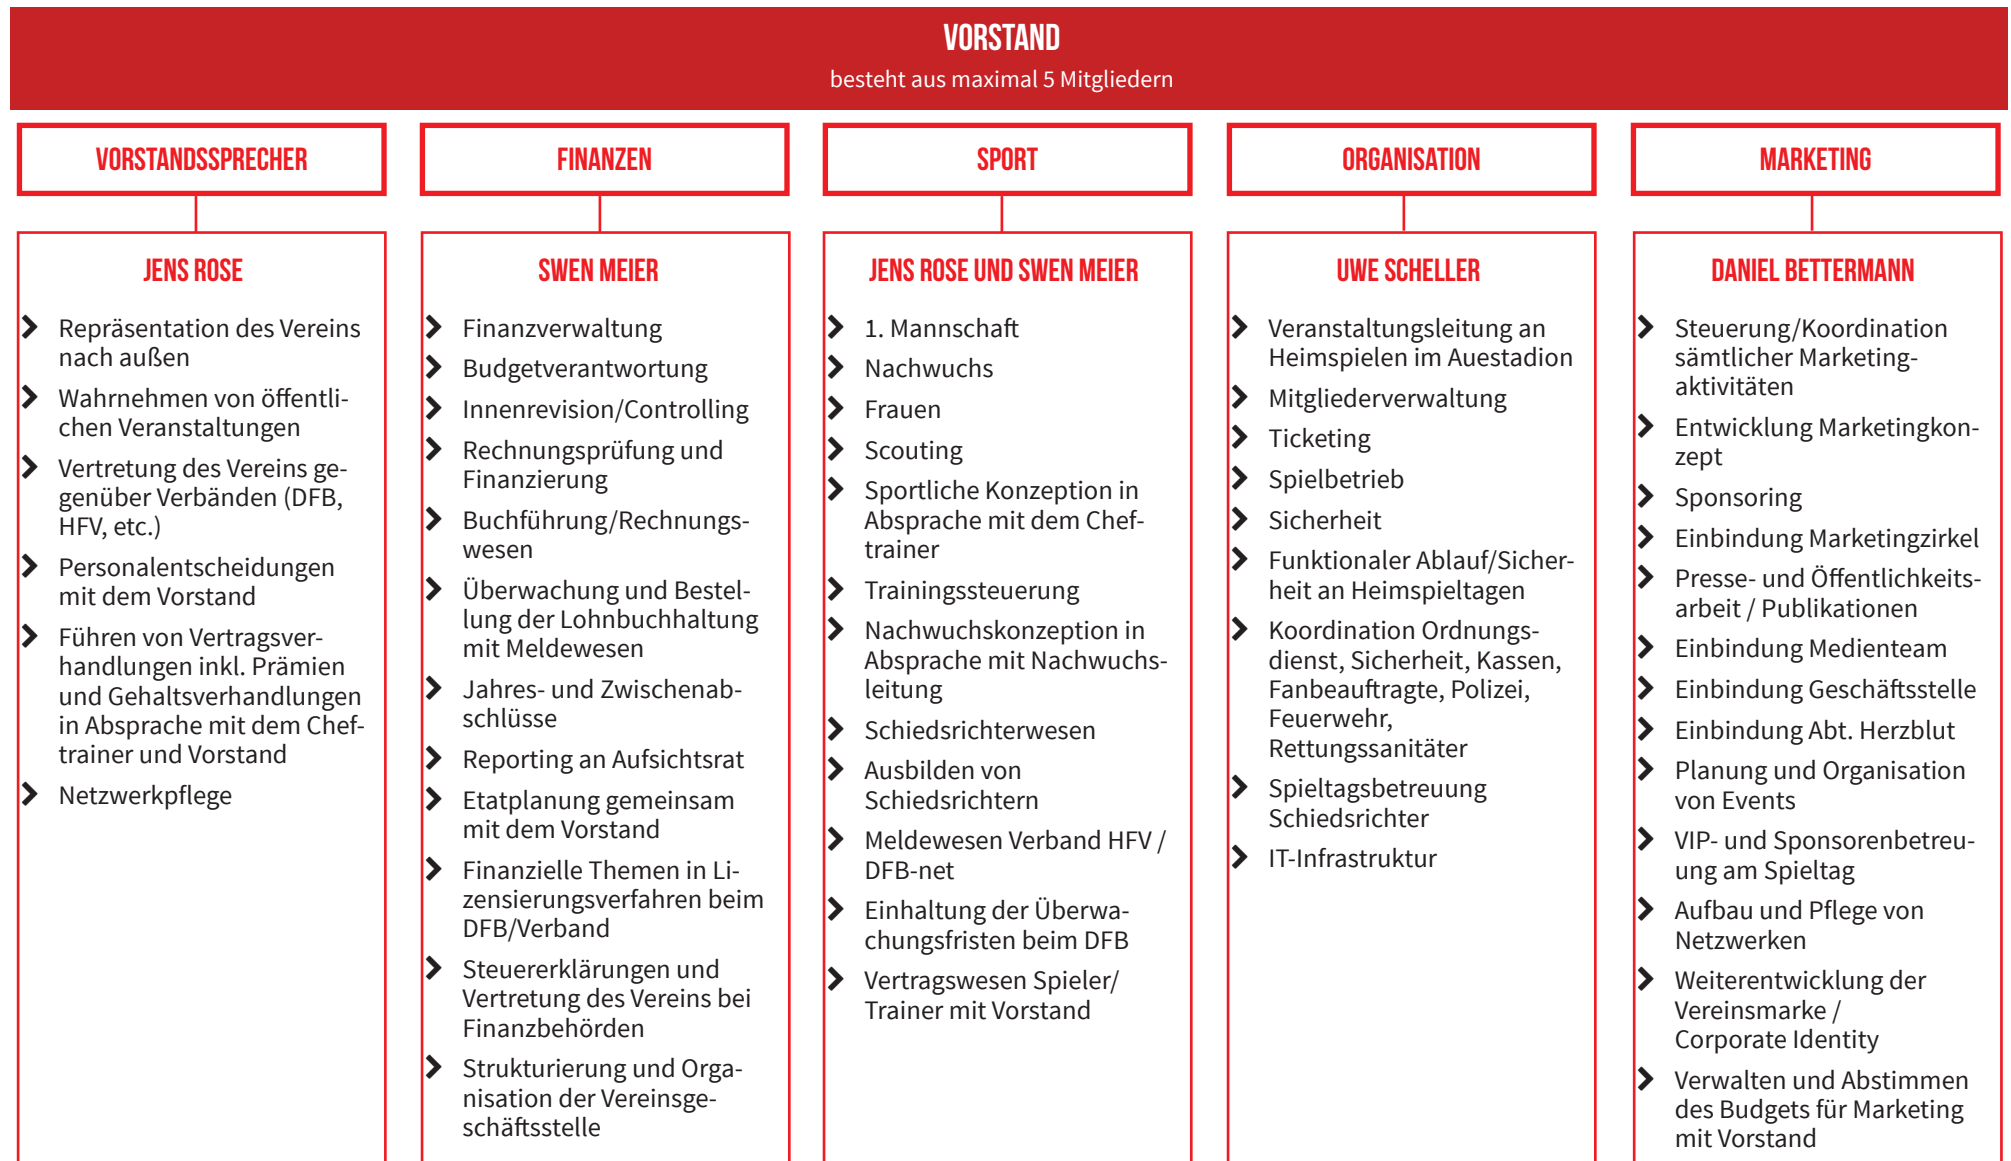 VORSTAND
besteht aus maximal 5 Mitgliedern
VORSTANDSSPRECHER
JENS ROSE
Repräsentation des Vereins
nach außen
Wahrnehmen von öffentli-
chen Veranstaltungen
Vertretung des Vereins ge-
genüber Verbänden (DFB,
HFV, etc.)
Personalentscheidungen
mit dem Vorstand
Führen von Vertragsver-
handlungen inkl. Prämien
und Gehaltsverhandlungen
in Absprache mit dem Chef-
trainer und Vorstand
Netzwerkpflege
FINANZEN
SWEN MEIER
Finanzverwaltung
Budgetverantwortung
Innenrevision/Controlling
Rechnungsprüfung und
Finanzierung
Buchführung/Rechnungs-
wesen
Überwachung und Bestel-
lung der Lohnbuchhaltung
mit Meldewesen
Jahres- und Zwischenab-
schlüsse
Reporting an Aufsichtsrat
Etatplanung gemeinsam
mit dem Vorstand
Finanzielle Themen in Li-
zensierungsverfahren beim
DFB/Verband
Steuererklärungen und
Vertretung des Vereins bei
Finanzbehörden
Strukturierung und Orga-
nisation der Vereinsge-
schäftsstelle
SPORT
JENS ROSE UND SWEN MEIER
1. Mannschaft
Nachwuchs
Frauen
Scouting
Sportliche Konzeption in
Absprache mit dem Chef-
trainer
Trainingssteuerung
Nachwuchskonzeption in
Absprache mit Nachwuchs-
leitung
Schiedsrichterwesen
Ausbilden von
Schiedsrichtern
Meldewesen Verband HFV /
DFB-net
Einhaltung der Überwa-
chungsfristen beim DFB
Vertragswesen Spieler/
Trainer mit Vorstand
ORGANISATION
UWE SCHELLER
Veranstaltungsleitung an
Heimspielen im Auestadion
Mitgliederverwaltung
Ticketing
Spielbetrieb
Sicherheit
Funktionaler Ablauf/Sicher-
heit an Heimspieltagen
Koordination Ordnungs-
dienst, Sicherheit, Kassen,
Fanbeauftragte, Polizei,
Feuerwehr,
Rettungssanitäter
Spieltagsbetreuung
Schiedsrichter
IT-Infrastruktur
MARKETING
DANIEL BETTERMANN
Steuerung/Koordination
sämtlicher Marketing-
aktivitäten
Entwicklung Marketingkon-
zept
Sponsoring
Einbindung Marketingzirkel
Presse- und Öffentlichkeits-
arbeit / Publikationen
Einbindung Medienteam
Einbindung Geschäftsstelle
Einbindung Abt. Herzblut
Planung und Organisation
von Events
VIP- und Sponsorenbetreu-
ung am Spieltag
Aufbau und Pflege von
Netzwerken
Weiterentwicklung der
Vereinsmarke /
Corporate Identity
Verwalten und Abstimmen
des Budgets für Marketing
mit Vorstand